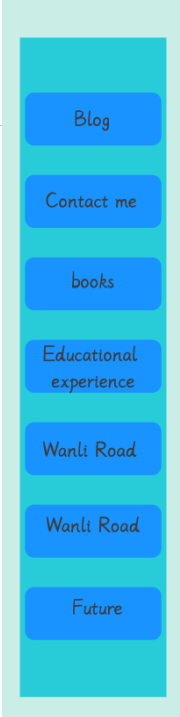 Blog
Contact me
books
Educational
experience
Wanli Road
Wanli Road
Future